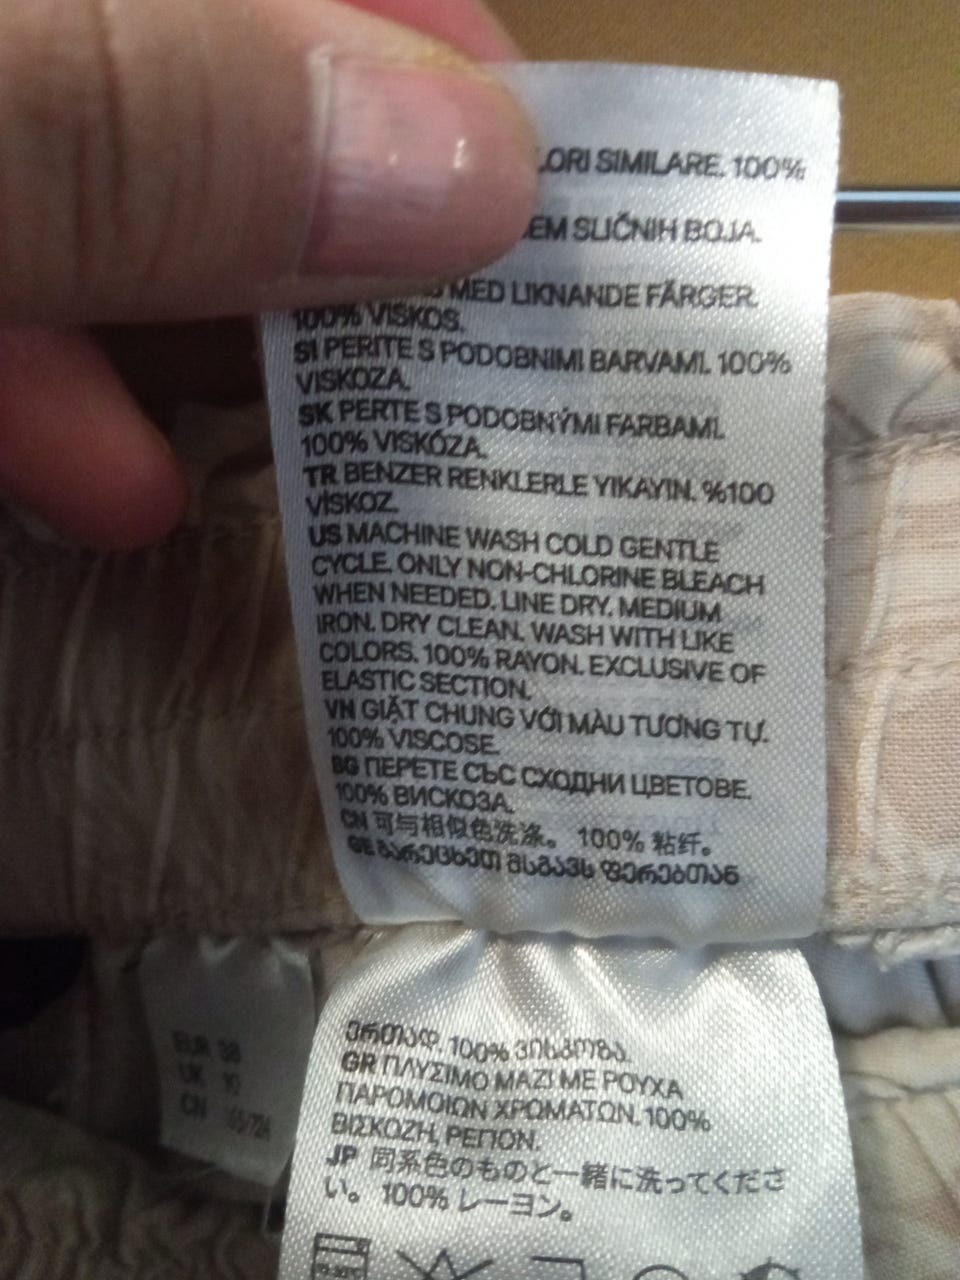 LORI SIMILARE. 100%
EM SLIČNIH BOJA.
MED LIKNANDE FÄRGER.
100% VISKOS.
SI PERITE S PODOBNIMI BARVAMI. 100%
VISKOZA.
SK PERTE S PODOBNÝMI FARBAMI.
100% VISKÓZA.
TR BENZER RENKLERLE YIKAYIN. %100
VİSKOZ.
US MACHINE WASH COLD GENTLE
CYCLE. ONLY NON-CHLORINE BLEACH
WHEN NEEDED. LINE DRY. MEDIUM
IRON. DRY CLEAN. WASH WITH LIKE
COLORS. 100% RAYON. EXCLUSIVE OF
ELASTIC SECTION.
VN GIẶT CHUNG VỚI MÀU TƯƠNG TỰ.
100% VISCOSE.
BG ПЕРЕТЕ СЪС СХОДНИ ЦВЕТОВЕ.
100% ВИСКОЗА.
CN 可与相似色洗涤。 100% 粘纤。
GE გარეცხეთ მსგავს ფერებთან
ერთად. 100% ვისკოზა.
GR ΠΛΥΣΙΜΟ ΜΑΖΙ ΜΕ ΡΟΥΧΑ
ΠΑΡΟΜΟΙΩΝ ΧΡΩΜΑΤΩΝ. 100%
ΒΙΣΚΟΖΗ, ΡΕΓΙΟΝ.
JP 同系色のものと一緒に洗ってくださ
い。 100% レーヨン。
EUR 38
UK 10
CN 165/72A